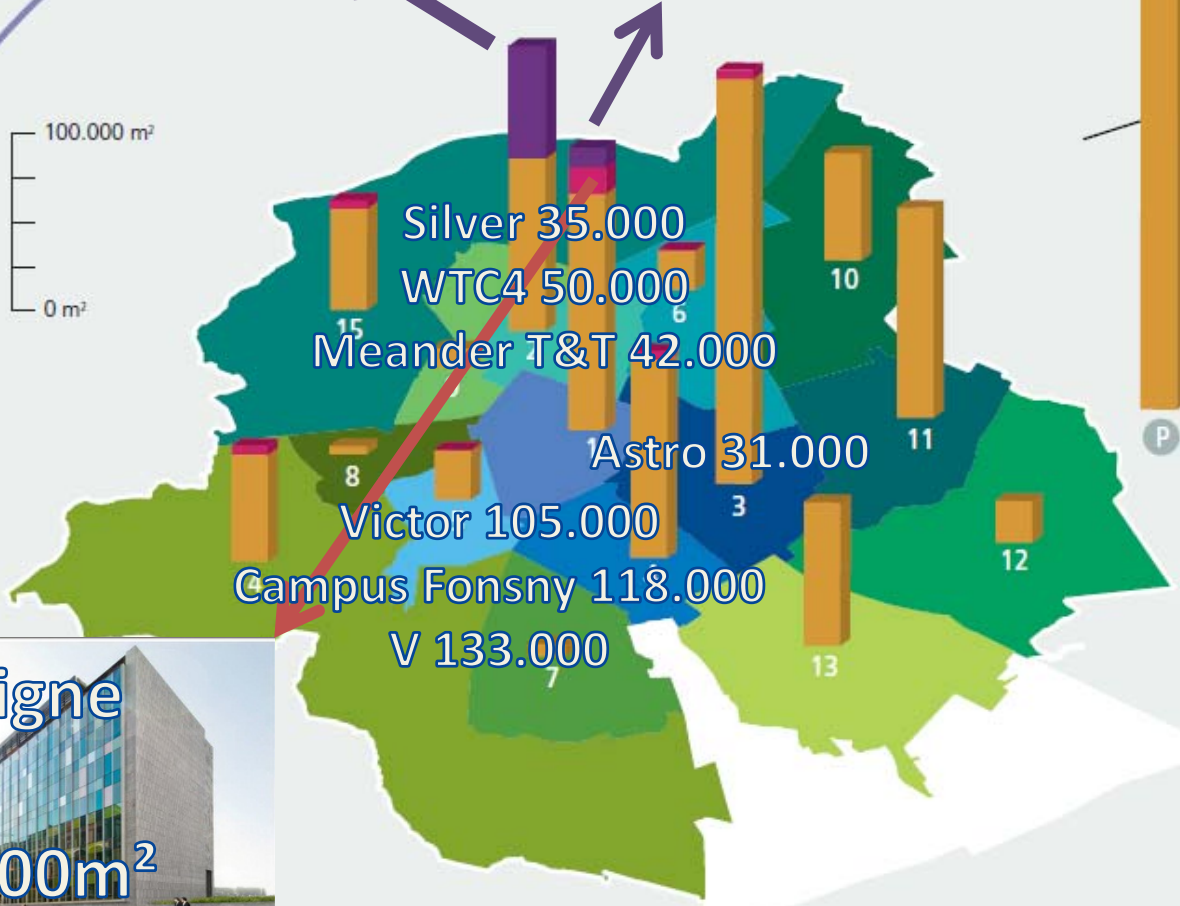 100.000 m²
0 m²
Silver 35.000
WTC4 50.000
Meander T&T 42.000
Astro 31.000
Victor 105.000
Campus Fonsny 118.000
V 133.000
15
6
10
11
P
8
3
12
13
7
igne
00m²